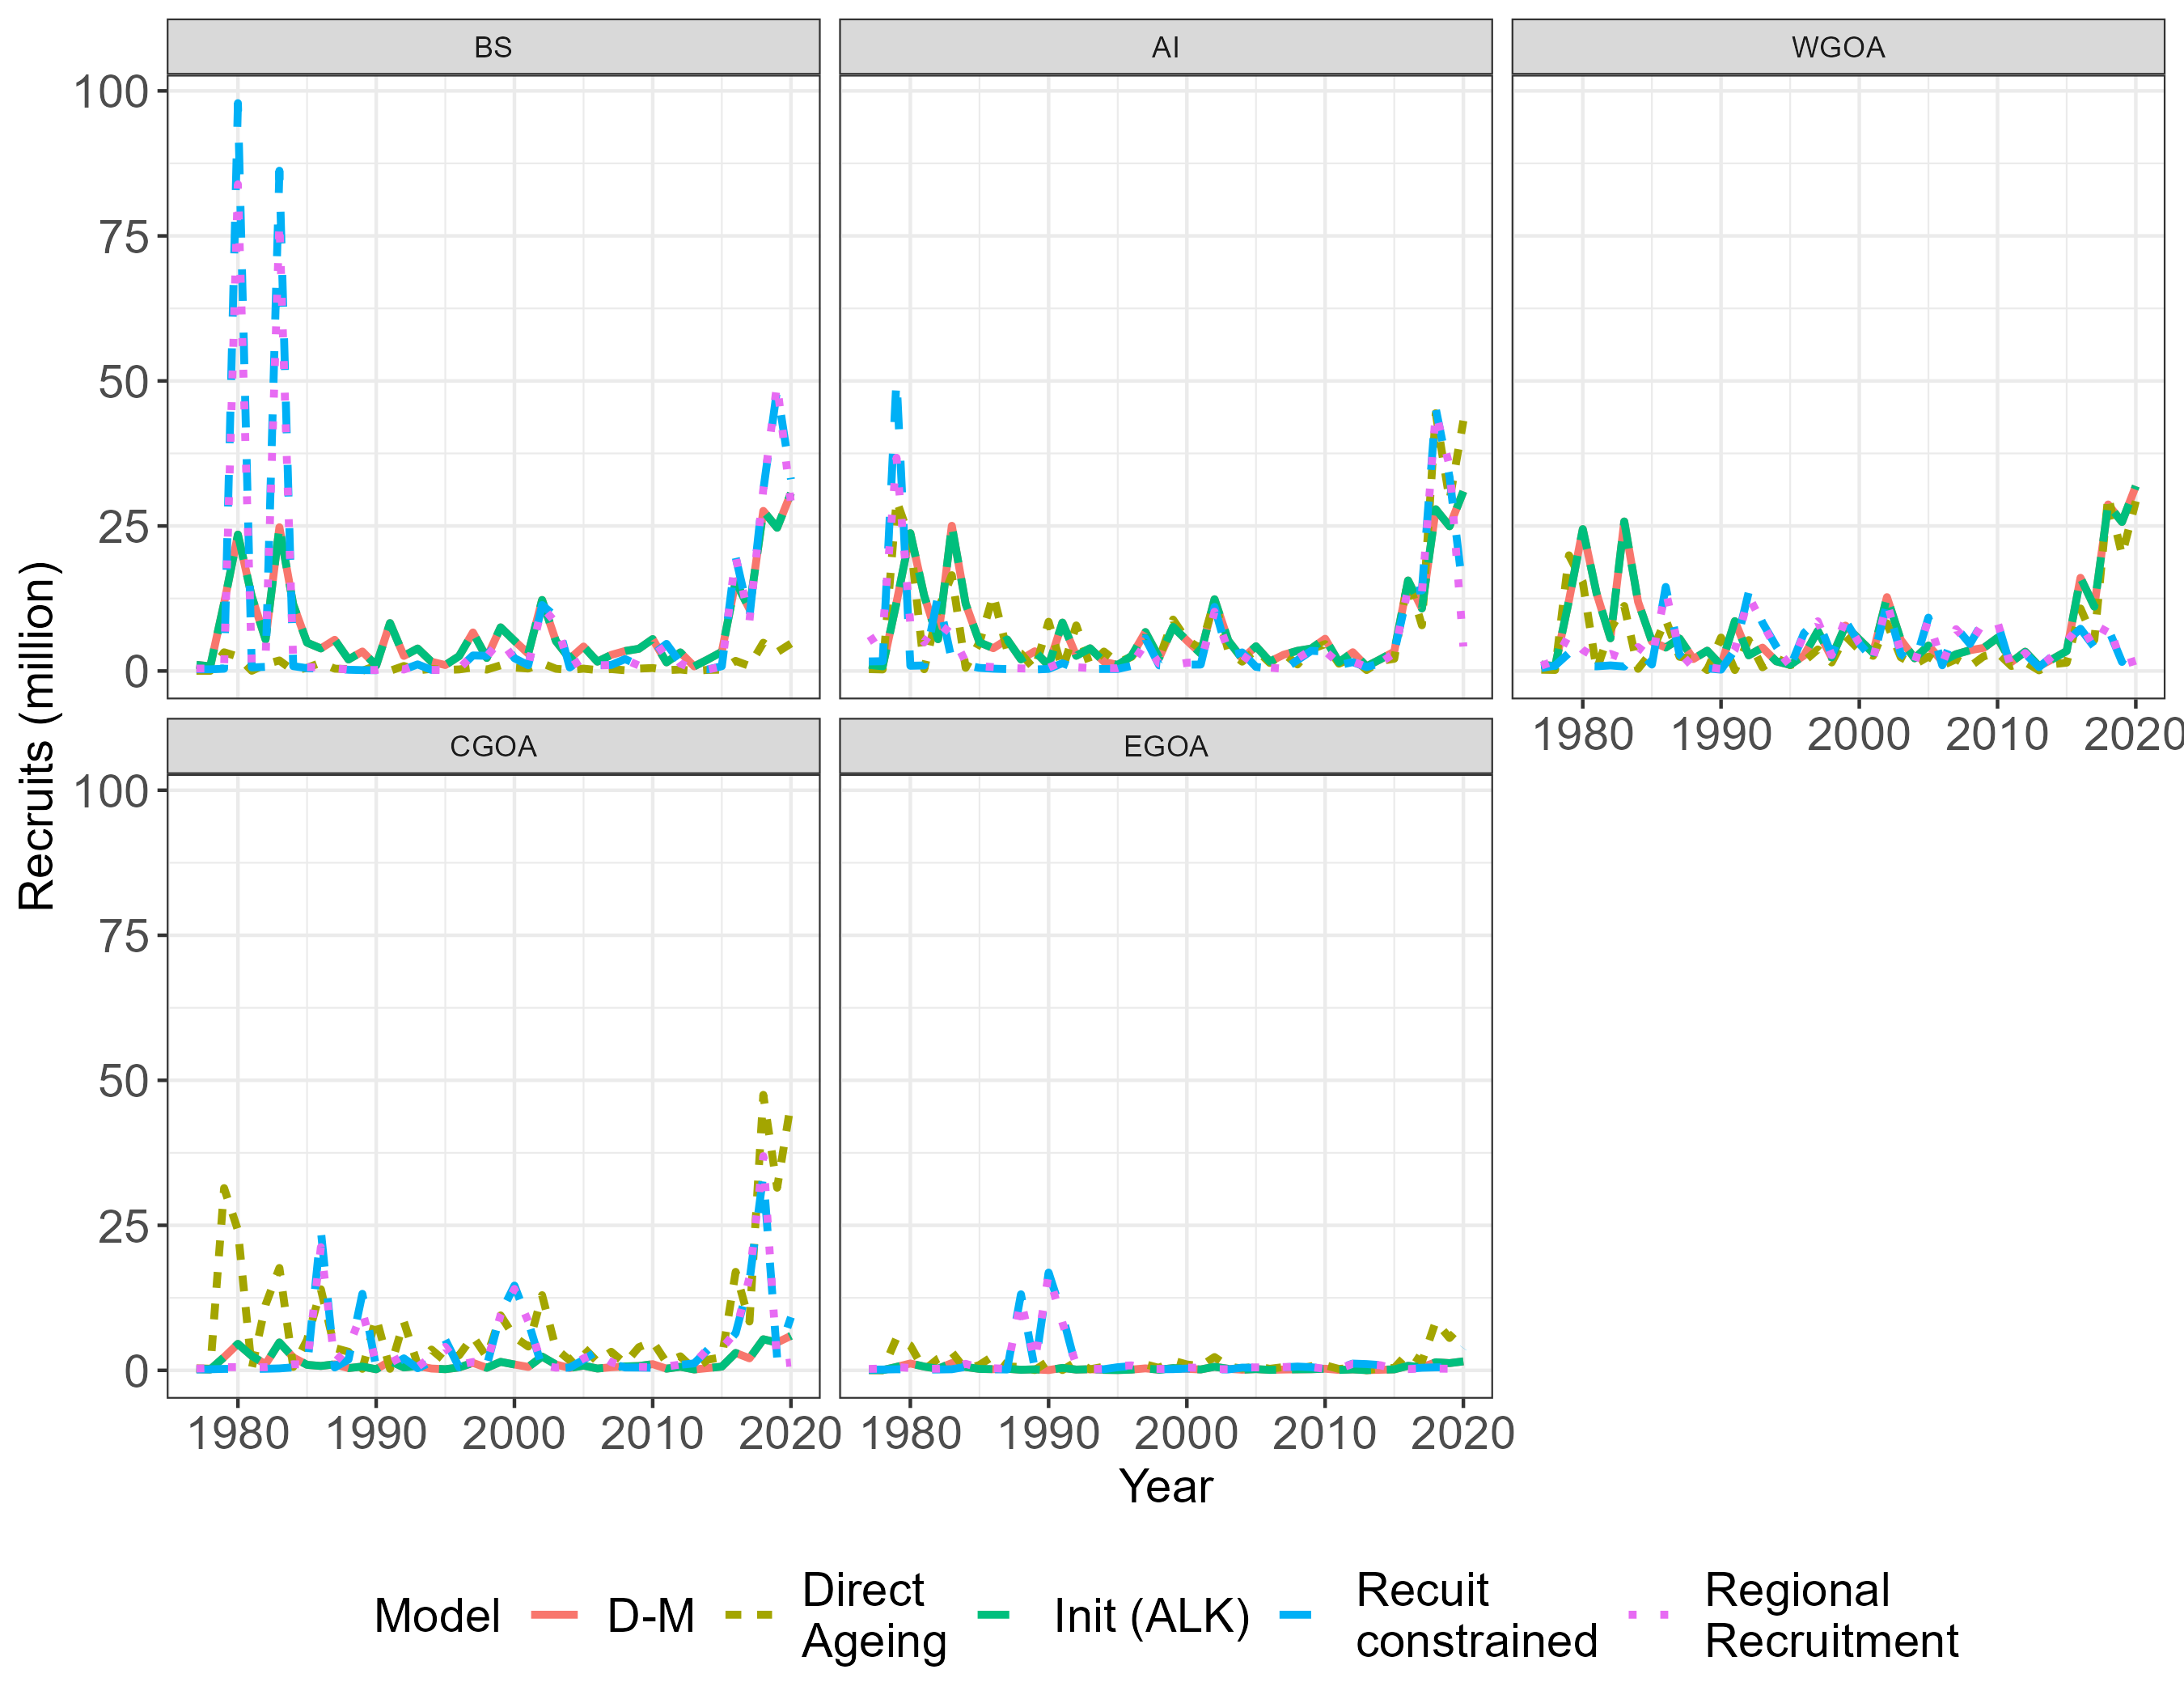 BS
AI
WGOA
100
75
50
25
0
1980 1990 2000 2010 2020
CGOA
EGOA
100
75
50
25
0
1980 1990 2000 2010 2020
1980 1990 2000 2010 2020
Recruits (million)
Year
Model
D-M
Direct
Ageing
Init (ALK)
Recuit
constrained
Regional
Recruitment